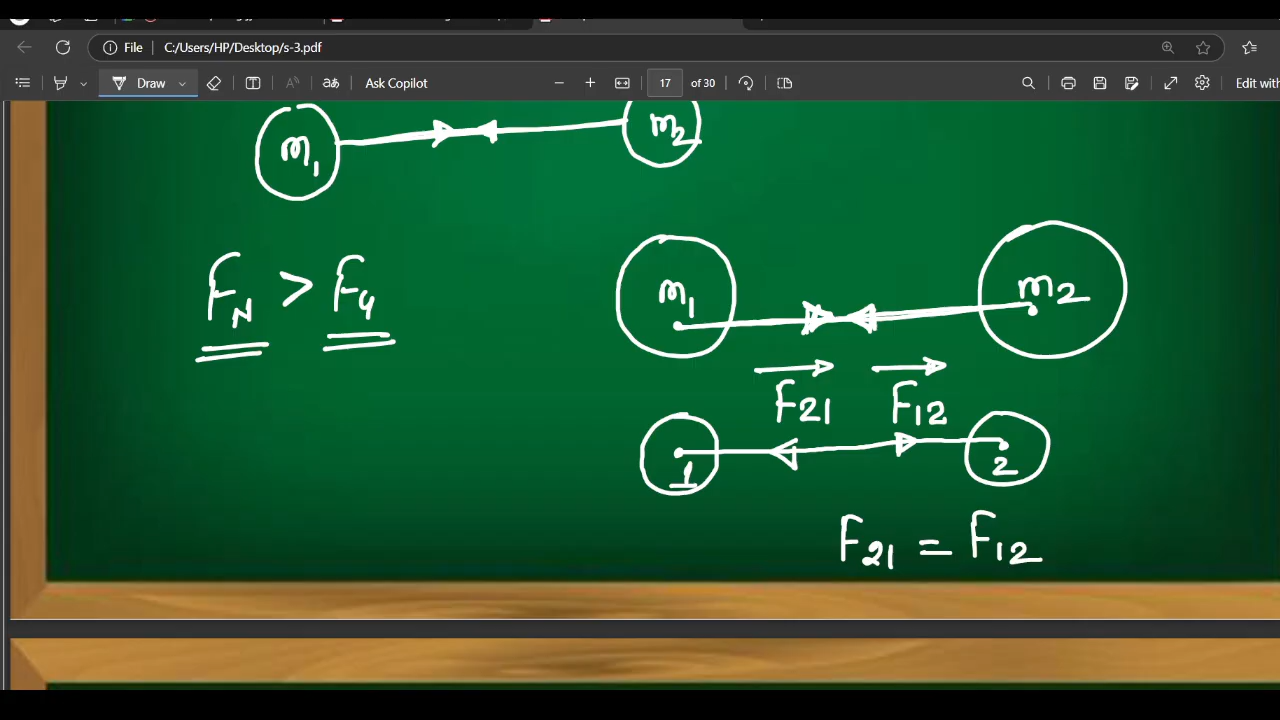 File | C:/Users/HP/Desktop/s-3.pdf
Draw Ask Copilot 17 of 30 Edit with
m1 m2
FN > FG
m1 m2
F21 F12
1 2
F21 = F12